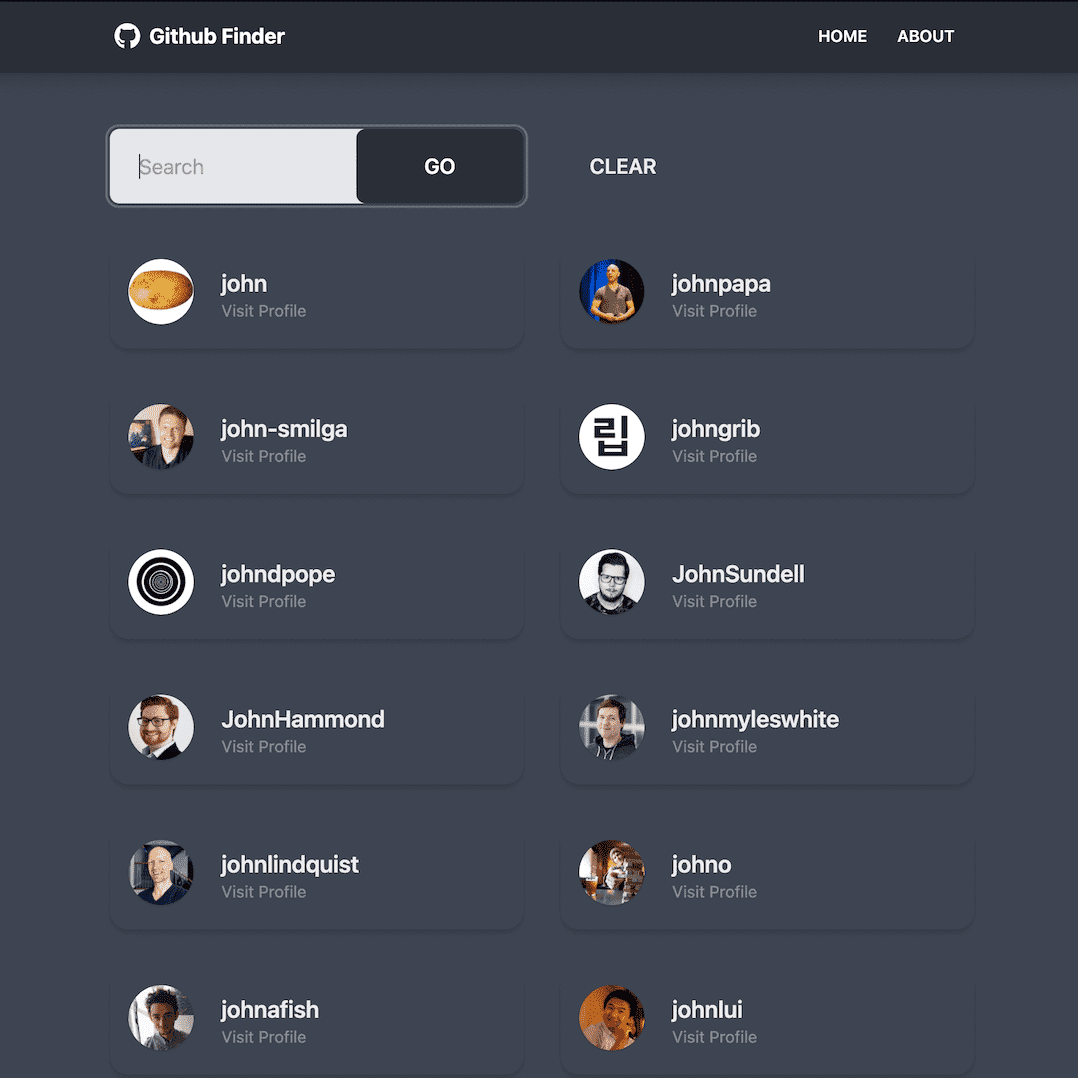 Github Finder HOME ABOUT
Search GO CLEAR
john
Visit Profile
johnpapa
Visit Profile
john-smilga
Visit Profile
립
johngrib
Visit Profile
johndpope
Visit Profile
JohnSundell
Visit Profile
JohnHammond
Visit Profile
johnmyleswhite
Visit Profile
johnlindquist
Visit Profile
johno
Visit Profile
johnafish
Visit Profile
johnlui
Visit Profile